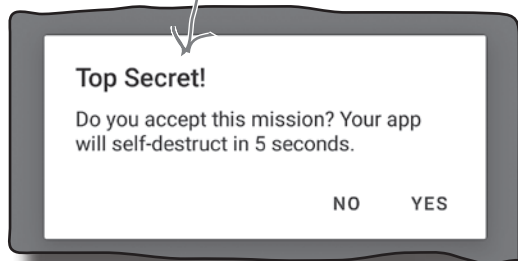 Top Secret!
Do you accept this mission? Your app
will self-destruct in 5 seconds.
NO YES